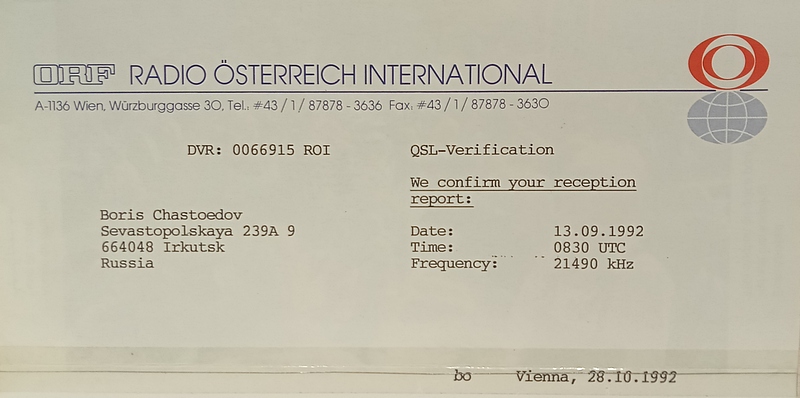 ORF RADIO ÖSTERREICH INTERNATIONAL
A-1136 Wien, Würzburggasse 30, Tel.: #43 / 1 / 87878 - 3636 Fax: #43 / 1 / 87878 - 3630
DVR: 0066915 ROI
QSL-Verification
We confirm your reception
report:
Boris Chastoedov
Sevastopolskaya 239A 9
664048 Irkutsk
Russia
Date: 13.09.1992
Time: 0830 UTC
Frequency: 21490 kHz
bo Vienna, 28.10.1992